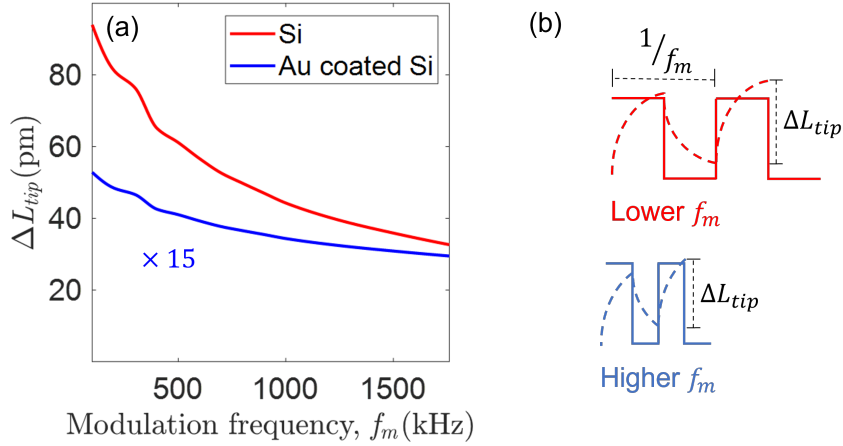 (a)
Si
Au coated Si
80
60
40
20
× 15
500
1000
1500
ΔL_tip(pm)
Modulation frequency, f_m(kHz)
(b)
1/f_m
ΔL_tip
Lower f_m
ΔL_tip
Higher f_m